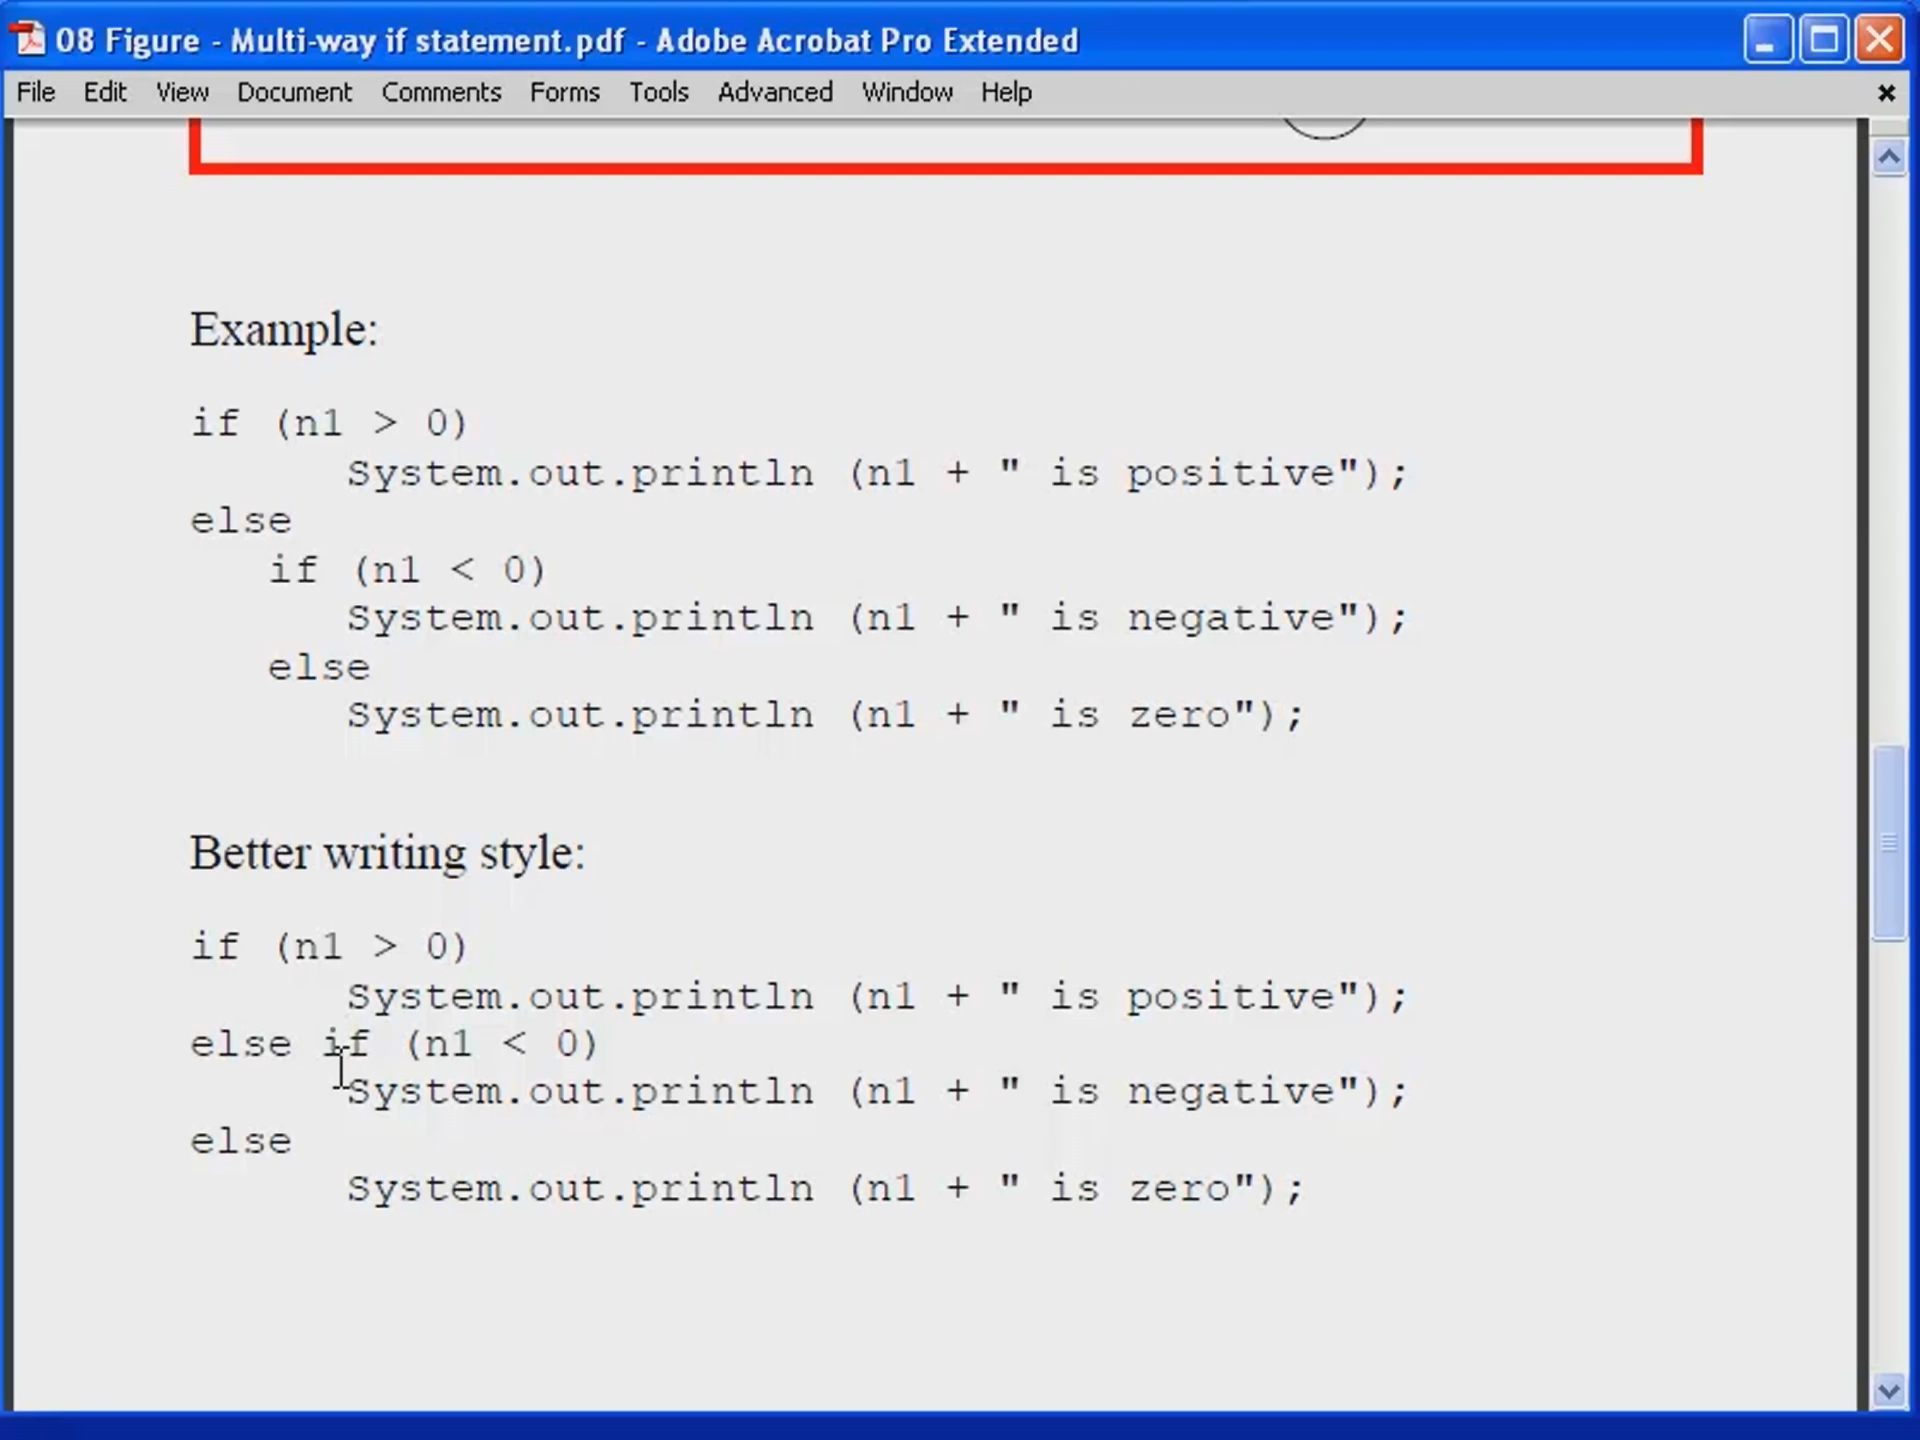 08 Figure - Multi-way if statement.pdf - Adobe Acrobat Pro Extended
File Edit View Document Comments Forms Tools Advanced Window Help
Example:
if (n1 > 0)
System.out.println (n1 + " is positive");
else
if (n1 < 0)
System.out.println (n1 + " is negative");
else
System.out.println (n1 + " is zero");
Better writing style:
if (n1 > 0)
System.out.println (n1 + " is positive");
else if (n1 < 0)
System.out.println (n1 + " is negative");
else
System.out.println (n1 + " is zero");